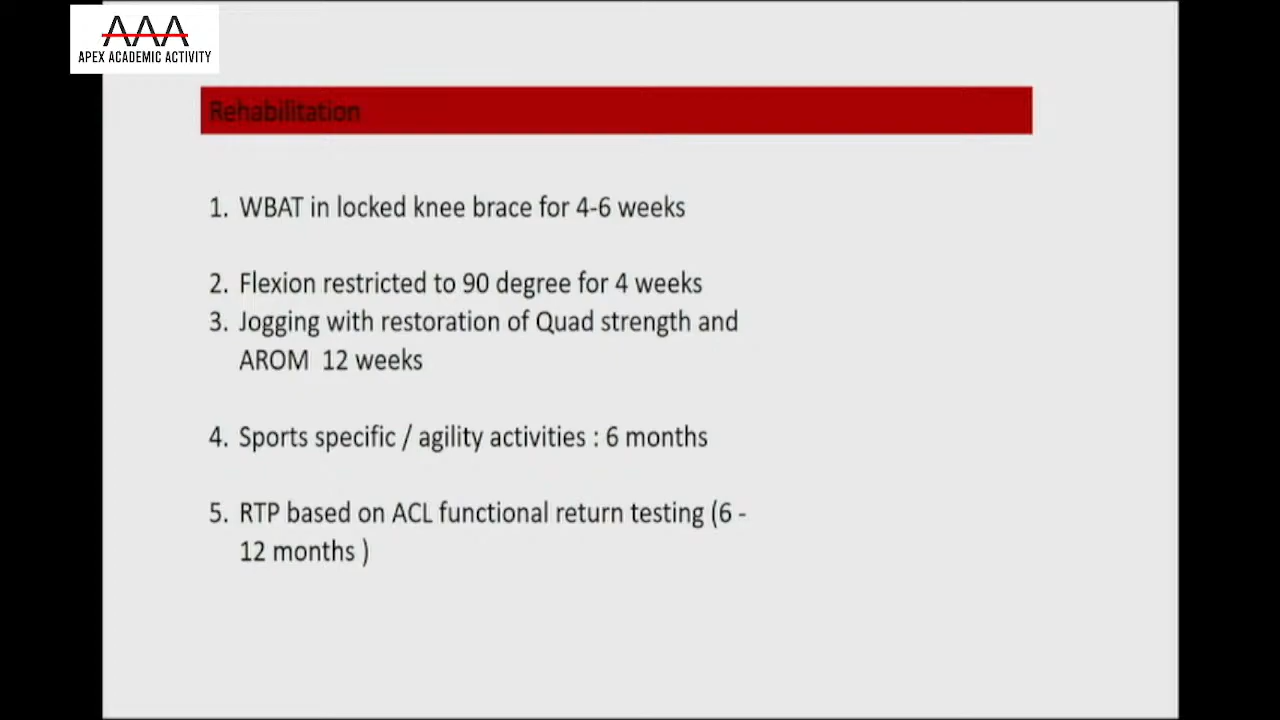 AAA
APEX ACADEMIC ACTIVITY
Rehabilitation
1. WBAT in locked knee brace for 4-6 weeks
2. Flexion restricted to 90 degree for 4 weeks
3. Jogging with restoration of Quad strength and
AROM 12 weeks
4. Sports specific / agility activities : 6 months
5. RTP based on ACL functional return testing (6 -
12 months )